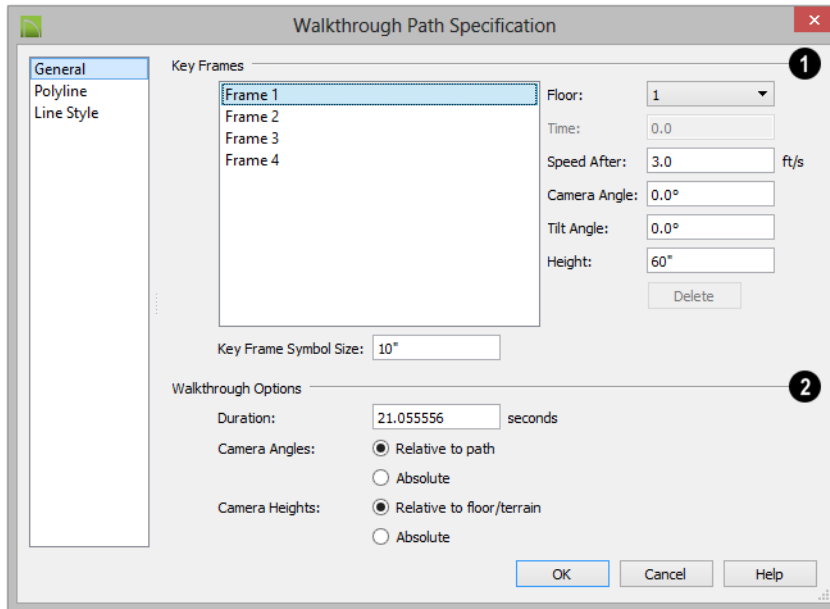 Walkthrough Path Specification
×
General
Polyline
Line Style
Key Frames
1
Frame 1
Frame 2
Frame 3
Frame 4
Floor: 1
Time: 0.0
Speed After: 3.0 ft/s
Camera Angle: 0.0°
Tilt Angle: 0.0°
Height: 60"
Delete
Key Frame Symbol Size: 10"
Walkthrough Options
2
Duration: 21.055556 seconds
Camera Angles: Relative to path
Absolute
Camera Heights: Relative to floor/terrain
Absolute
OK Cancel Help